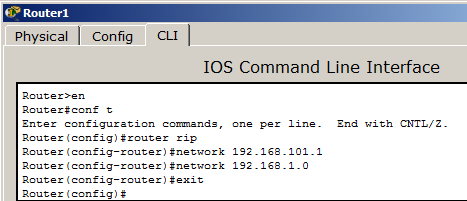 Router1
Physical Config CLI
IOS Command Line Interface
Router>en
Router#conf t
Enter configuration commands, one per line.  End with CNTL/Z.
Router(config)#router rip
Router(config-router)#network 192.168.101.1
Router(config-router)#network 192.168.1.0
Router(config-router)#exit
Router(config)#